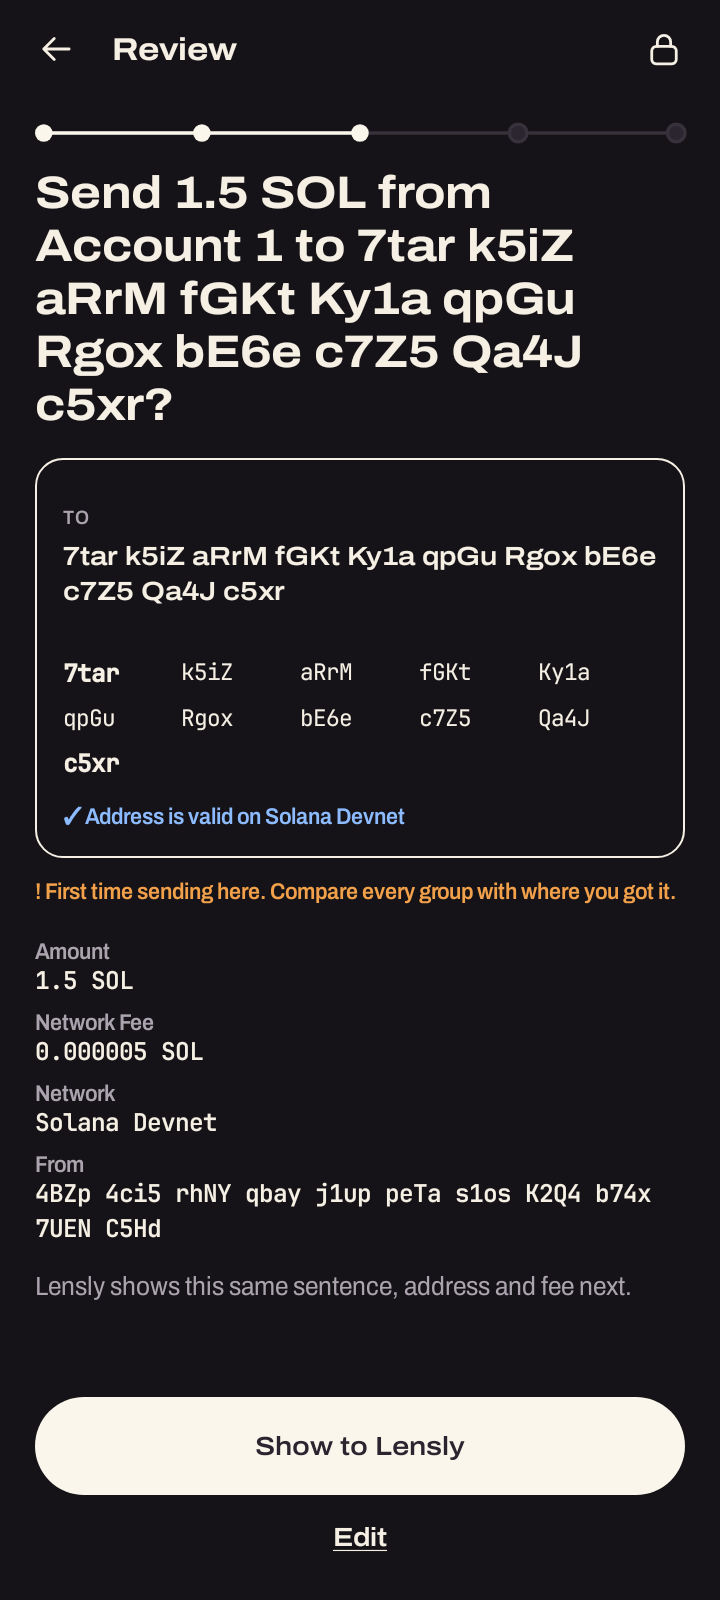 Review
Send 1.5 SOL from
Account 1 to 7tar k5iZ
aRrM fGKt Ky1a qpGu
Rgox bE6e c7Z5 Qa4J
c5xr?
TO
7tar k5iZ aRrM fGKt Ky1a qpGu Rgox bE6e
c7Z5 Qa4J c5xr
7tar k5iZ aRrM fGKt Ky1a
qpGu Rgox bE6e c7Z5 Qa4J
c5xr
✓ Address is valid on Solana Devnet
! First time sending here. Compare every group with where you got it.
Amount
1.5 SOL
Network Fee
0.000005 SOL
Network
Solana Devnet
From
4BZp 4ci5 rhNY qbay j1up peTa s1os K2Q4 b74x
7UEN C5Hd
Lensly shows this same sentence, address and fee next.
Show to Lensly
Edit